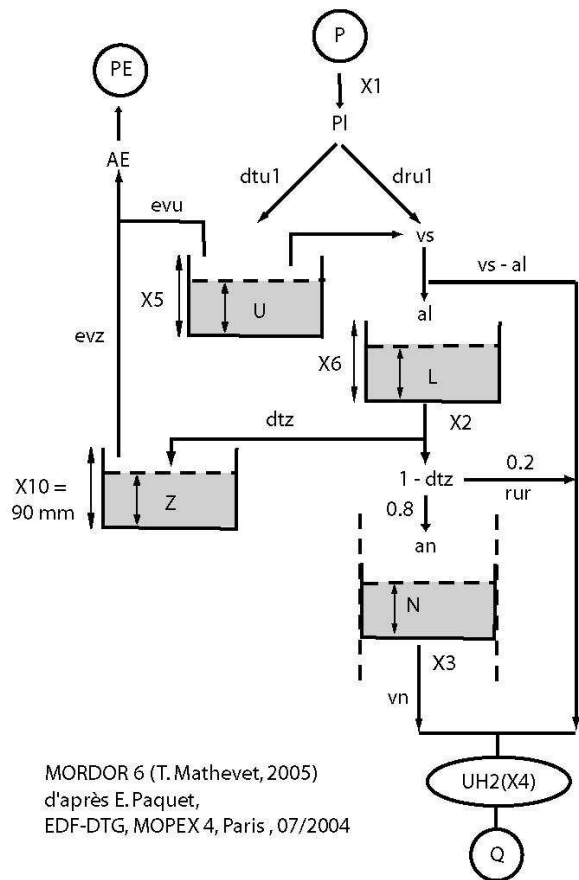 P
PE
X1
Pl
AE
dtu1
dru1
evu
vs
vs - al
X5
U
al
evz
X6
L
dtz
X2
X10 =
90 mm
Z
1 - dtz
0.2
rur
0.8
an
N
X3
vn
MORDOR 6 (T. Mathevet, 2005)
d'après E. Paquet,
EDF-DTG, MOPEX 4, Paris , 07/2004
UH2(X4)
Q